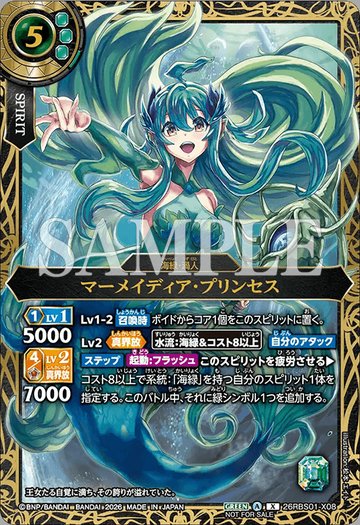 5
SPIRIT
SAMPLE
海緑・魚人
マーメイディア・プリンセス
1 LV1 5000
4 LV2 7000
Lv1-2 召喚時 ボイドからコア1個をこのスピリットに置く。
Lv2 真界放 水流:海緑&コスト8以上 自分のアタック
ステップ 起動:フラッシュ このスピリットを疲労させる▶
コスト8以上で系統:「海緑」を持つ自分のスピリット1体を
指定する。このバトル中、それに緑シンボル1つを追加する。
王女たる自覚に満ち、その誇りが溢れていた。
©BNP/BANDAI ©BANDAI 2026 MADE IN JAPAN
GREEN A X 26RBS01-X08
NOT FOR SALE